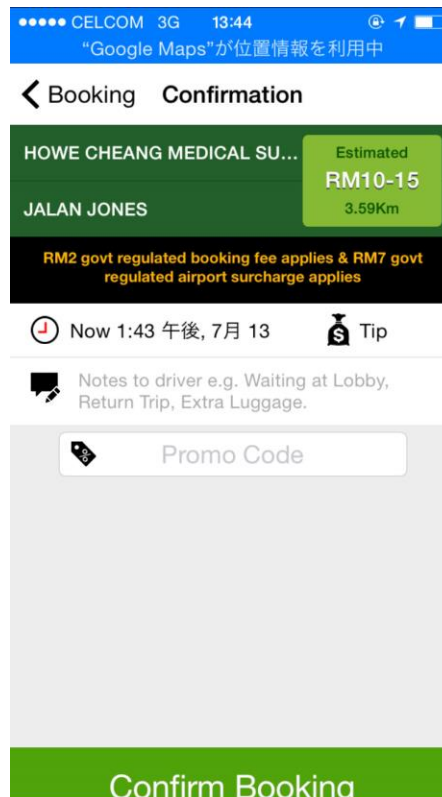 CELCOM 3G 13:44
“Google Maps”が位置情報を利用中
Booking Confirmation
HOWE CHEANG MEDICAL SU...
Estimated
RM10-15
3.59Km
JALAN JONES
RM2 govt regulated booking fee applies & RM7 govt
regulated airport surcharge applies
Now 1:43 午後, 7月 13
Tip
Notes to driver e.g. Waiting at Lobby,
Return Trip, Extra Luggage.
Promo Code
Confirm Booking